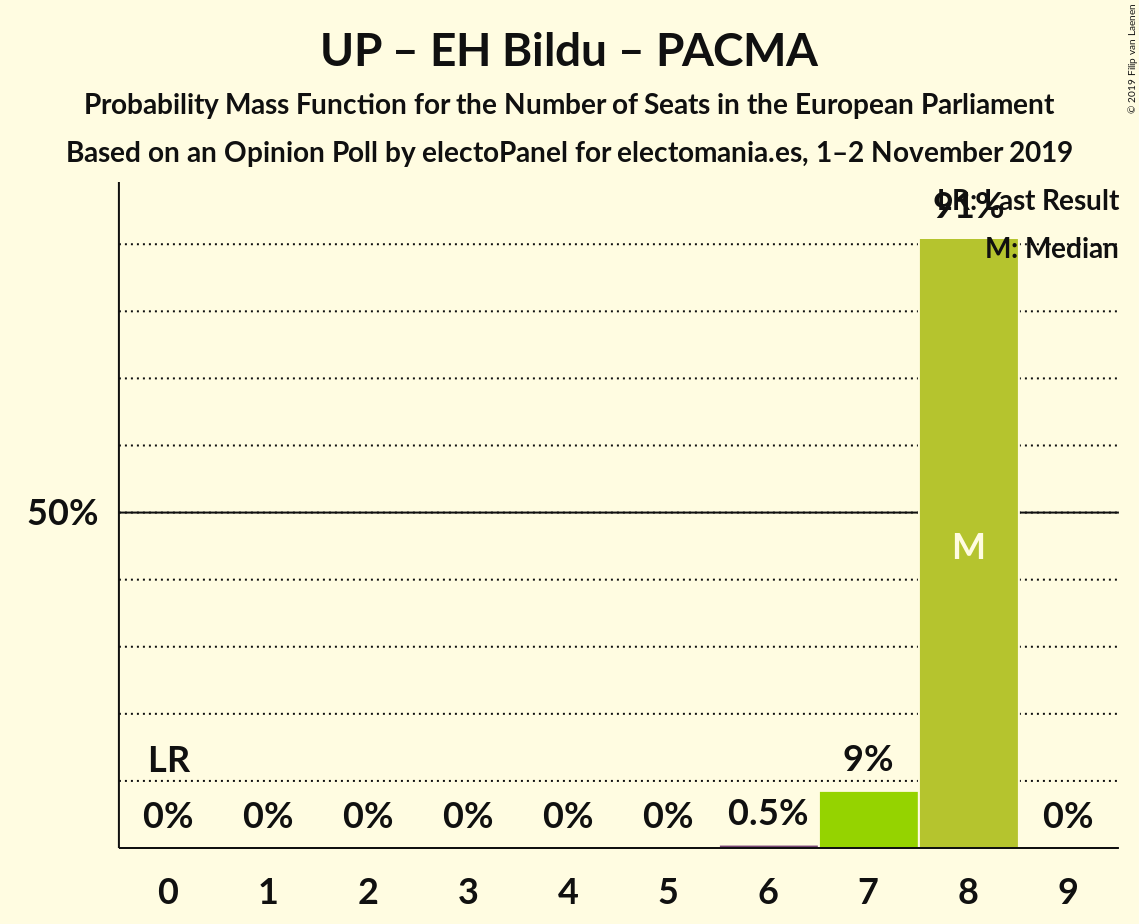 UP – EH Bildu – PACMA
Probability Mass Function for the Number of Seats in the European Parliament
Based on an Opinion Poll by electoPanel for electomania.es, 1–2 November 2019
© 2019 Filip van Laenen
LR: Last Result
91%
M: Median
50%
M
LR
9%
0% 0% 0% 0% 0% 0% 0.5% 0%
0 1 2 3 4 5 6 7 8 9